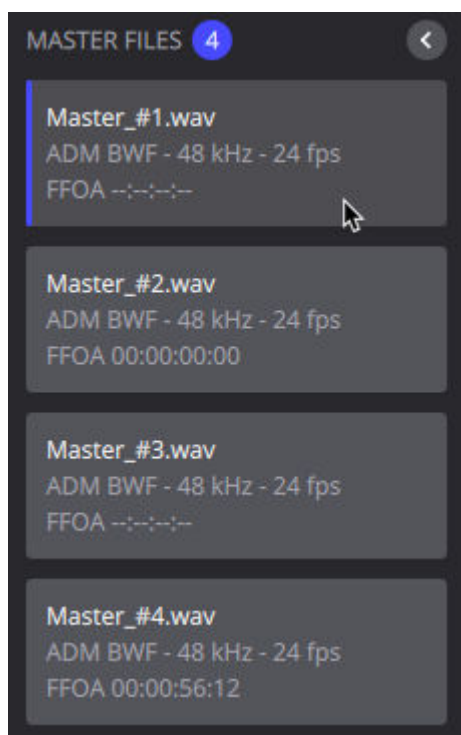 MASTER FILES 4
Master_#1.wav
ADM BWF - 48 kHz - 24 fps
FFOA --:--:--:--
Master_#2.wav
ADM BWF - 48 kHz - 24 fps
FFOA 00:00:00:00
Master_#3.wav
ADM BWF - 48 kHz - 24 fps
FFOA --:--:--:--
Master_#4.wav
ADM BWF - 48 kHz - 24 fps
FFOA 00:00:56:12